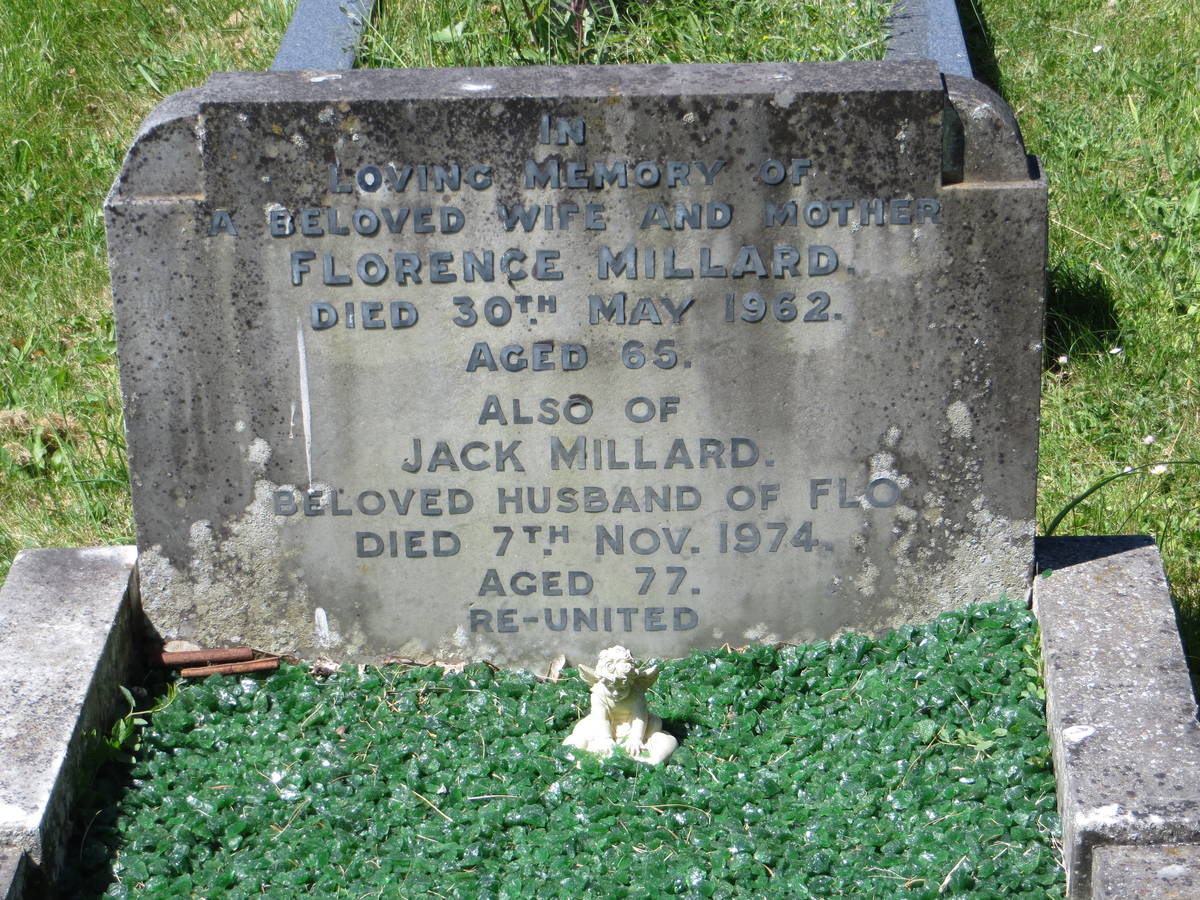 IN
LOVING MEMORY OF
A BELOVED WIFE AND MOTHER
FLORENCE MILLARD.
DIED 30TH. MAY 1962.
AGED 65.
ALSO OF
JACK MILLARD.
BELOVED HUSBAND OF FLO
DIED 7TH. NOV. 1974.
AGED 77.
RE-UNITED